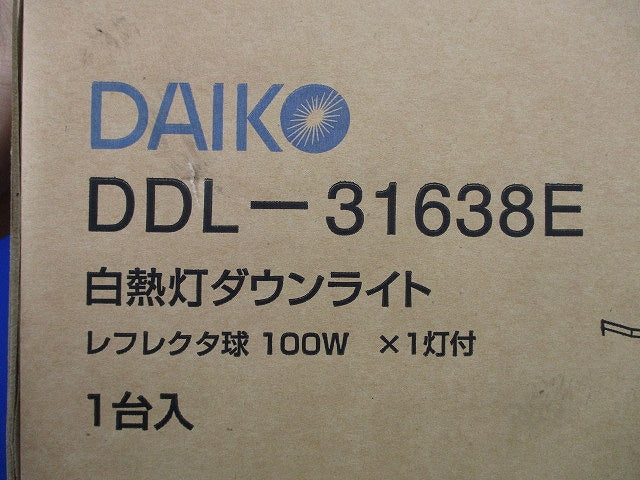 DAIKO
DDL－31638E
白熱灯ダウンライト
レフレクタ球 100W ×1灯付
1台入